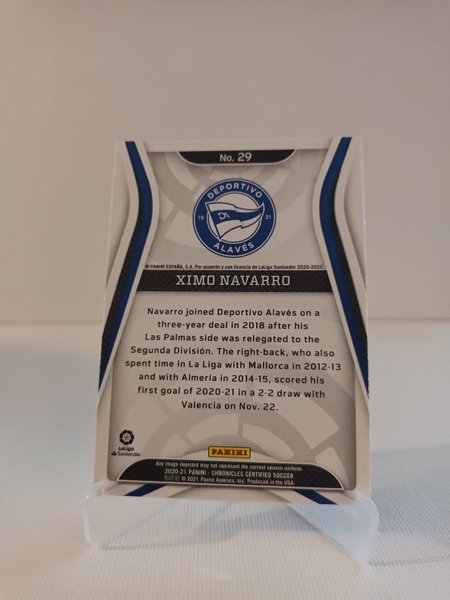 No. 29
DEPORTIVO
19 21
ALAVÉS
© PANINI ESPAÑA, S.A. Por acuerdo y con licencia de LaLiga Santander 2020-2021.
XIMO NAVARRO
Navarro joined Deportivo Alavés on a
three-year deal in 2018 after his
Las Palmas side was relegated to the
Segunda División. The right-back, who also
spent time in La Liga with Mallorca in 2012-13
and with Almería in 2014-15, scored his
first goal of 2020-21 in a 2-2 draw with
Valencia on Nov. 22.
LaLiga
Santander
PANINI
Any image depicted may not represent the current season uniform.
2020-21 PANINI - CHRONICLES CERTIFIED SOCCER
© 2021 Panini America, Inc. Produced in the USA.